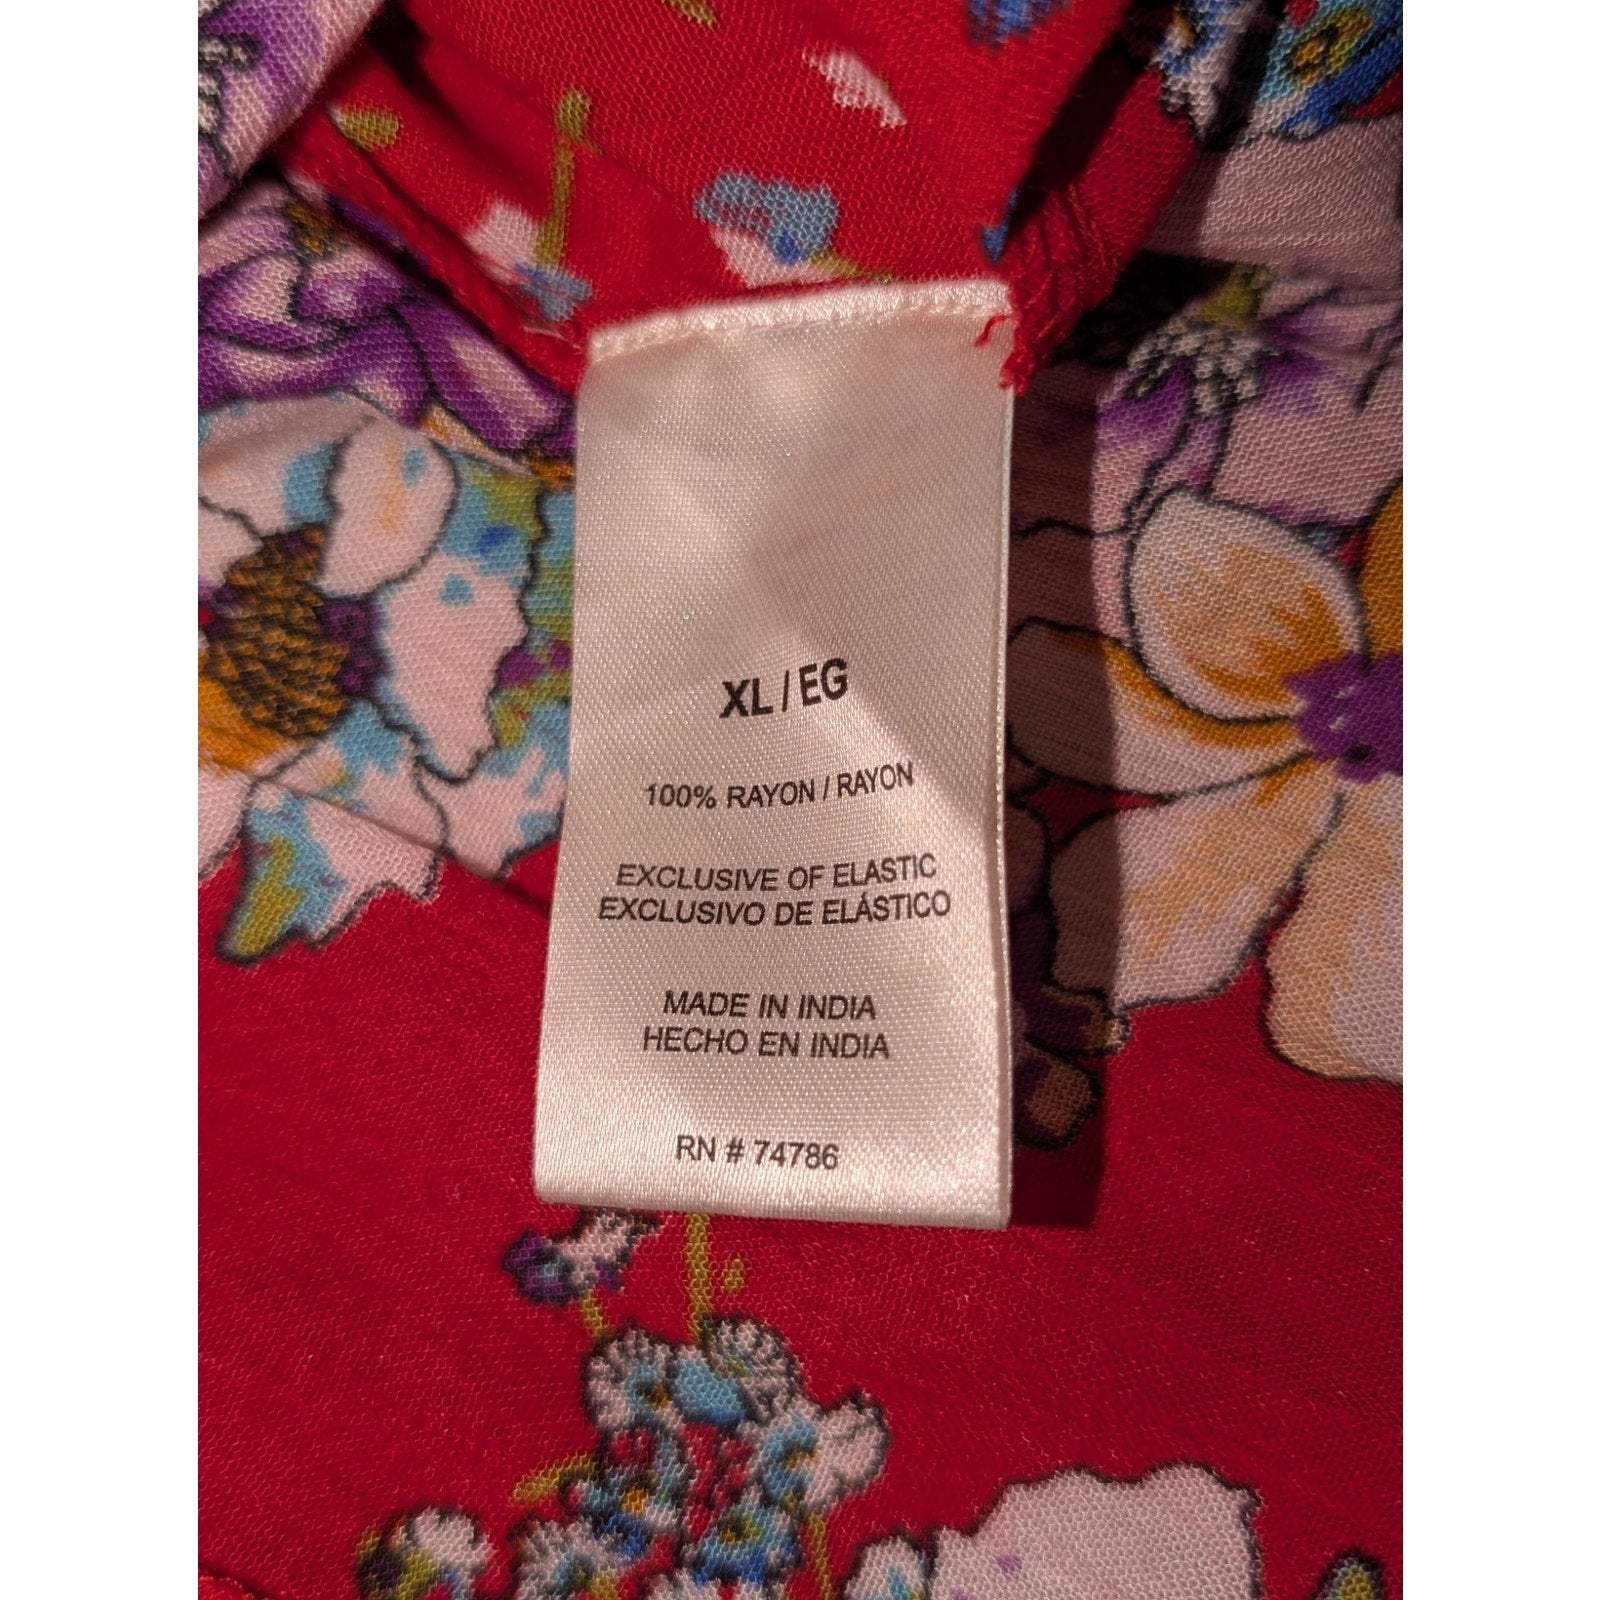 XL / EG
100% RAYON / RAYON
EXCLUSIVE OF ELASTIC
EXCLUSIVO DE ELÁSTICO
MADE IN INDIA
HECHO EN INDIA
RN # 74786